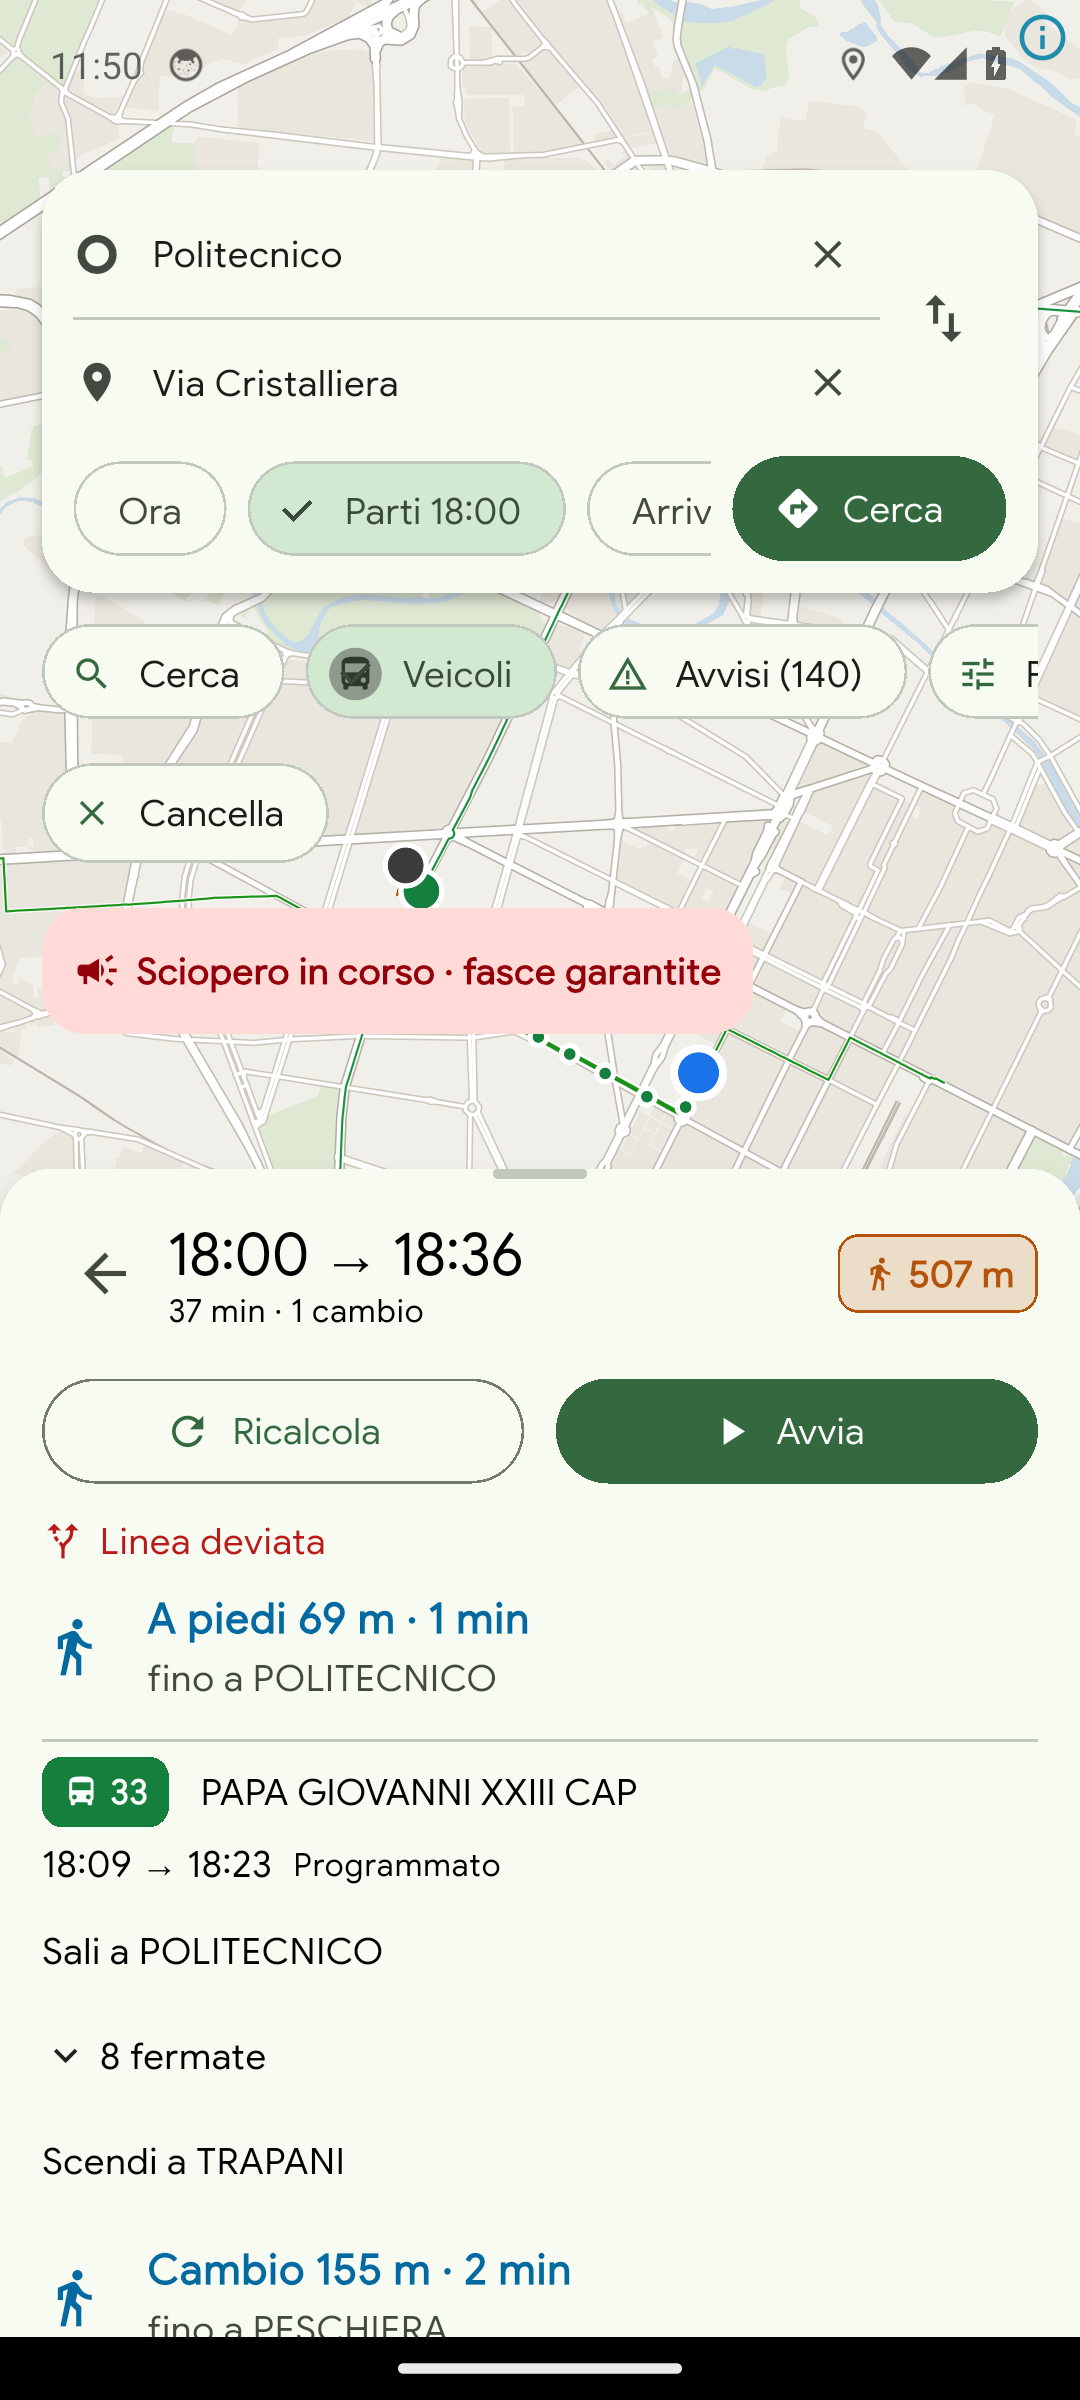 11:50
Politecnico
Via Cristalliera
Ora
Parti 18:00
Arriv
Cerca
Cerca
Veicoli
Avvisi (140)
Cancella
Sciopero in corso · fasce garantite
18:00 → 18:36
37 min · 1 cambio
507 m
Ricalcola
Avvia
Linea deviata
A piedi 69 m · 1 min
fino a POLITECNICO
33 PAPA GIOVANNI XXIII CAP
18:09 → 18:23 Programmato
Sali a POLITECNICO
8 fermate
Scendi a TRAPANI
Cambio 155 m · 2 min
fino a PESCHIERA